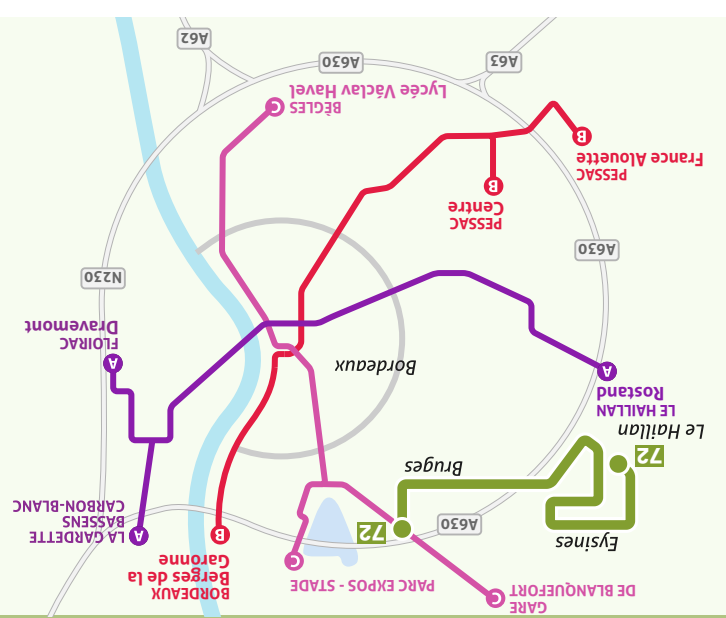 GARE
DE BLANQUEFORT
C
PARC EXPOS - STADE
C
BORDEAUX
Berges de la
Garonne
B
LA GARDETTE
BASSENS
CARBON-BLANC
A
Eysines
A630
72
Bruges
72
Le Haillan
LE HAILLAN
Rostand
A
Bordeaux
A
FLOIRAC
Dravemont
A630
N230
PESSAC
Centre
B
PESSAC
France Alouette
B
BÈGLES
Lycée Václav Havel
C
A63
A630
A62